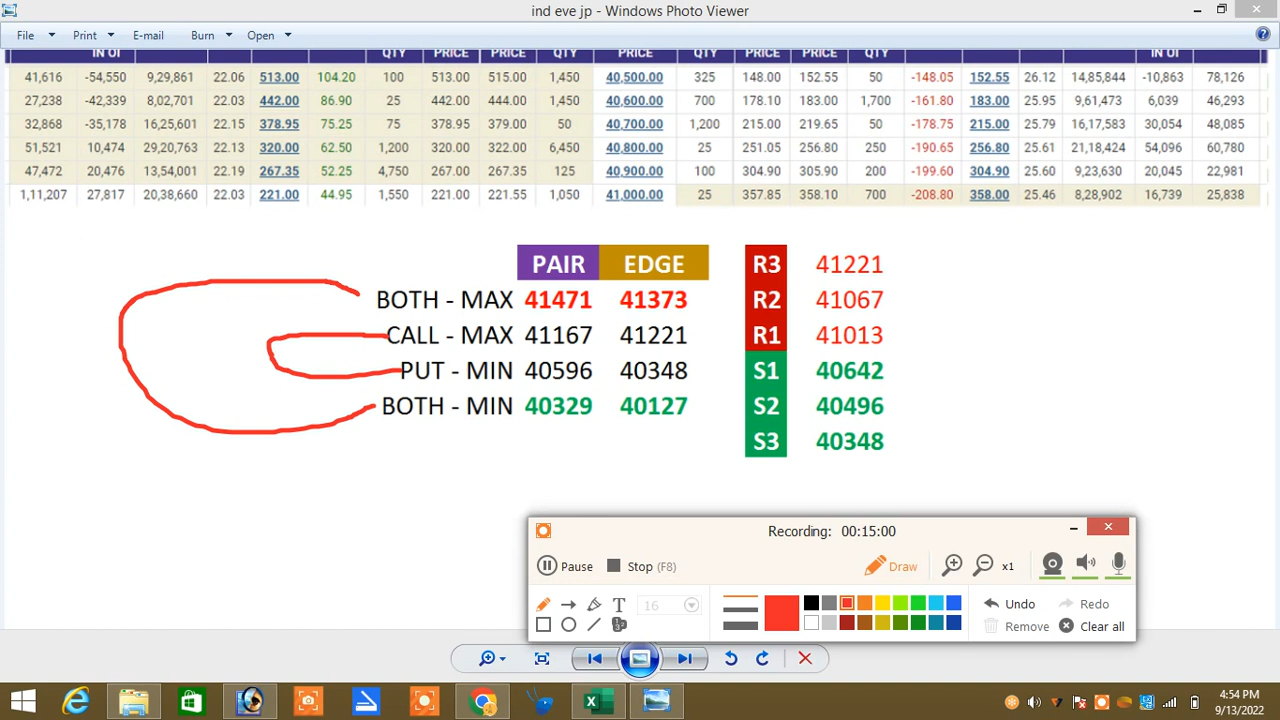 ind eve jp - Windows Photo Viewer
File Print E-mail Burn Open
IN OI QTY PRICE PRICE QTY PRICE QTY PRICE PRICE QTY IN OI
41,616 -54,550 9,29,861 22.06 513.00 104.20 100 513.00 515.00 1,450 40,500.00 325 148.00 152.55 50 -148.05 152.55 26.12 14,85,844 -10,863 78,126
27,238 -42,339 8,02,701 22.03 442.00 86.90 25 442.00 444.00 1,450 40,600.00 700 178.10 183.00 1,700 -161.80 183.00 25.95 9,61,473 6,039 46,293
32,868 -35,178 16,25,601 22.15 378.95 75.25 75 378.95 379.00 50 40,700.00 1,200 215.00 219.65 50 -178.75 215.00 25.79 16,17,583 30,054 48,085
51,521 10,474 29,20,763 22.13 320.00 62.50 1,200 320.00 322.00 6,450 40,800.00 25 251.05 256.80 250 -190.65 256.80 25.61 21,18,424 54,096 60,780
47,472 20,476 13,54,001 22.19 267.35 52.25 4,750 267.00 267.35 125 40,900.00 100 304.90 305.90 200 -199.60 304.90 25.60 9,23,630 20,045 22,981
1,11,207 27,817 20,38,660 22.03 221.00 44.95 1,550 221.00 221.55 1,050 41,000.00 25 357.85 358.10 700 -208.80 358.00 25.46 8,28,902 16,739 25,838
PAIR EDGE R3 41221
BOTH - MAX 41471 41373 R2 41067
CALL - MAX 41167 41221 R1 41013
PUT - MIN 40596 40348 S1 40642
BOTH - MIN 40329 40127 S2 40496
S3 40348
Recording: 00:15:00
Pause Stop (F8) Draw x1
16 Undo Redo
Remove Clear all
4:54 PM
9/13/2022